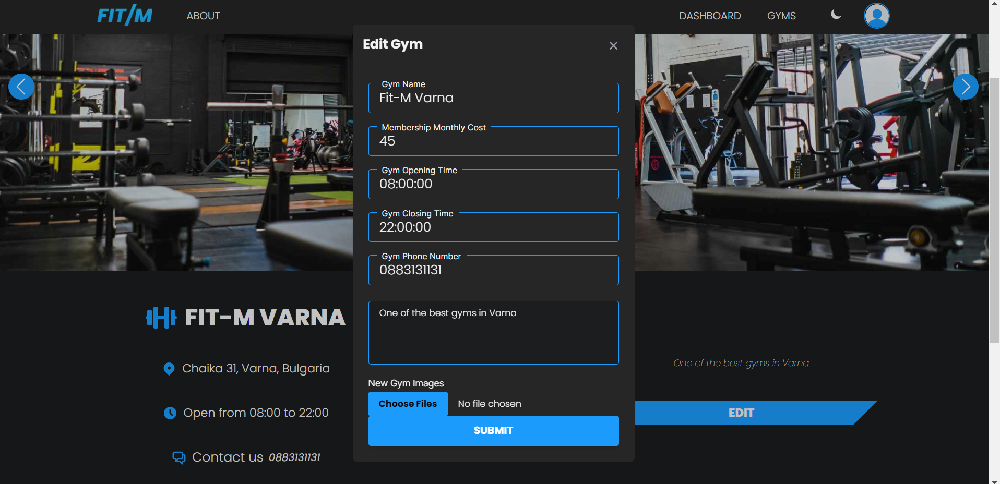 FIT/M
ABOUT
DASHBOARD
GYMS
Edit Gym
Gym Name
Fit-M Varna
Membership Monthly Cost
45
Gym Opening Time
08:00:00
Gym Closing Time
22:00:00
Gym Phone Number
0883131131
One of the best gyms in Varna
New Gym Images
Choose Files No file chosen
SUBMIT
FIT-M VARNA
Chaika 31, Varna, Bulgaria
Open from 08:00 to 22:00
Contact us 0883131131
One of the best gyms in Varna
EDIT